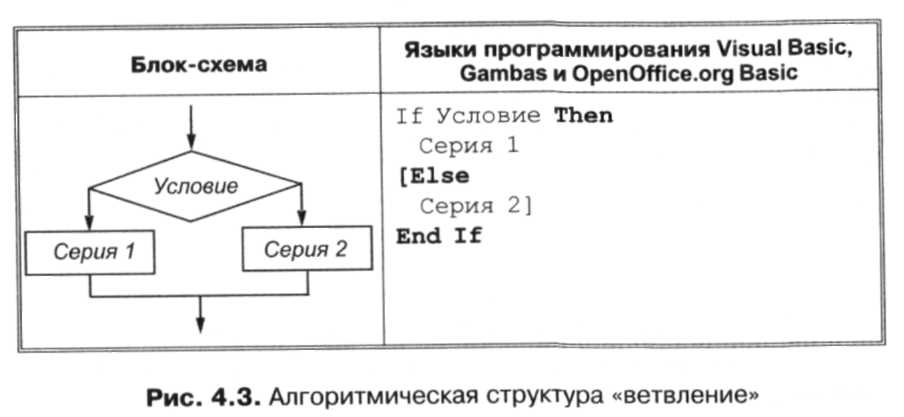 Блок-схема
Языки программирования Visual Basic,
Gambas и OpenOffice.org Basic
Условие
Серия 1
Серия 2
If Условие Then
Серия 1
[Else
Серия 2]
End If
Рис. 4.3. Алгоритмическая структура «ветвление»